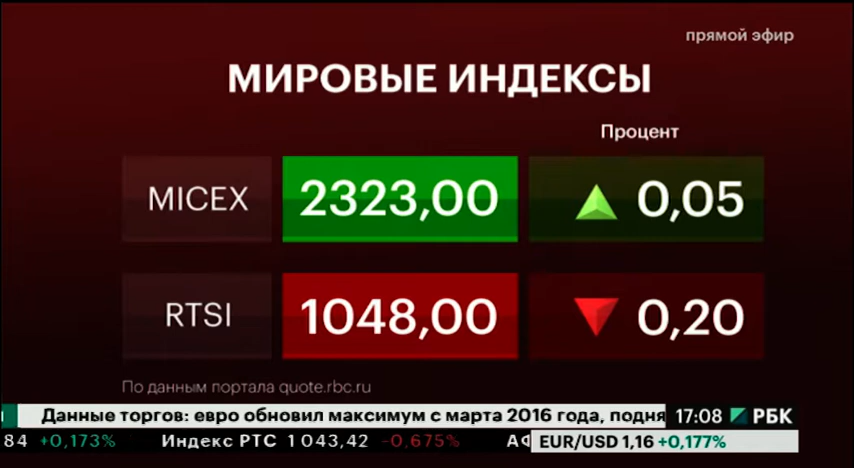 прямой эфир
МИРОВЫЕ ИНДЕКСЫ
Процент
MICEX 2323,00 0,05
RTSI 1048,00 0,20
По данным портала quote.rbc.ru
Данные торгов: евро обновил максимум с марта 2016 года, подня 17:08 РБК
84 +0,173% Индекс РТС 1 043,42 -0,675% EUR/USD 1,16 +0,177%